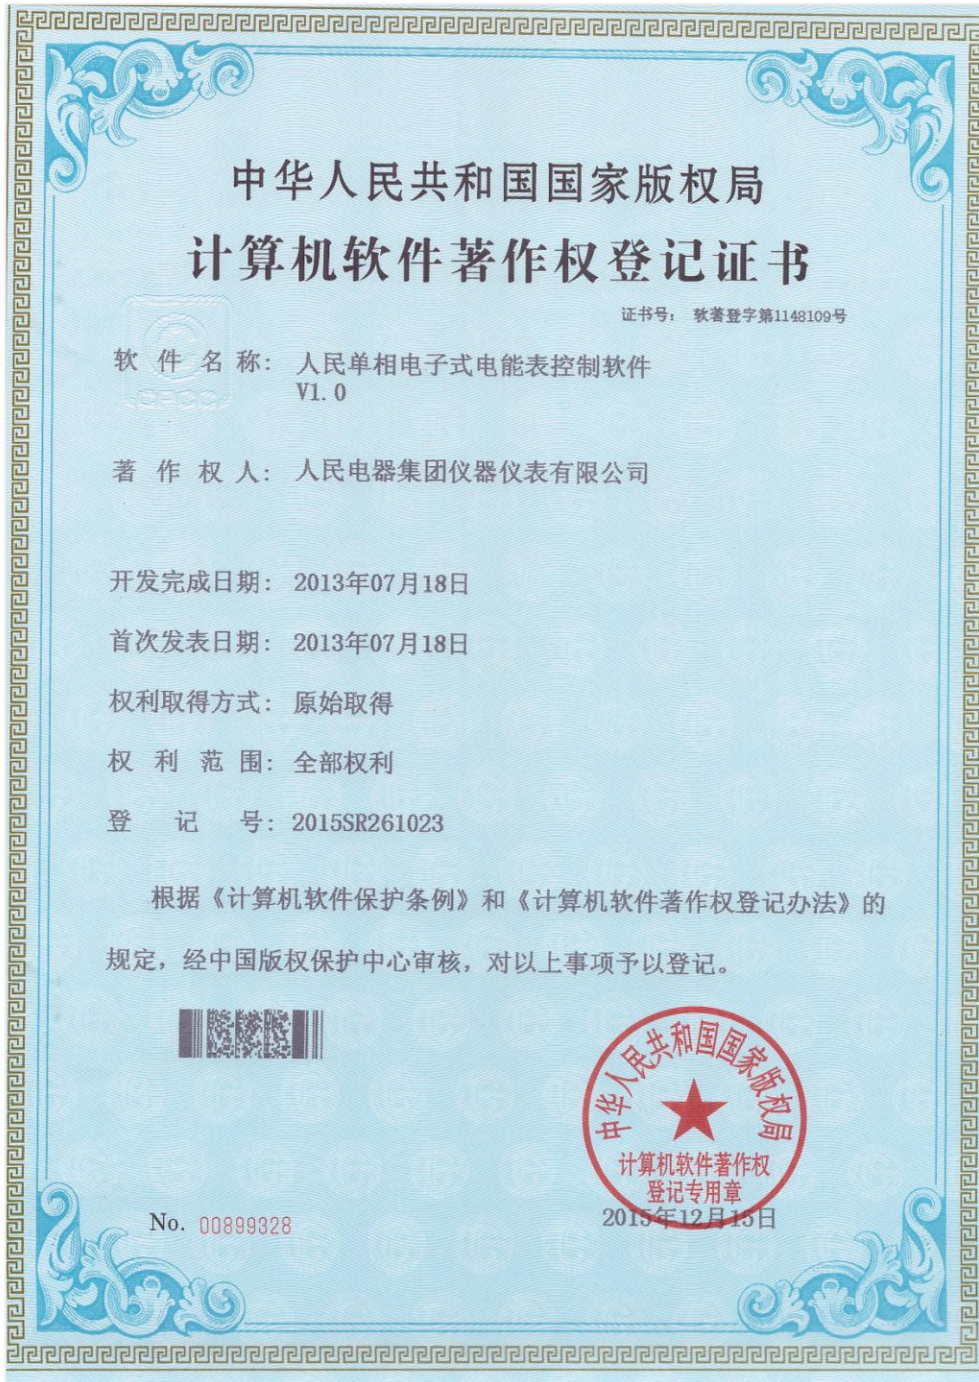 中华人民共和国国家版权局
计算机软件著作权登记证书
证书号： 软著登字第1148109号
软件名称： 人民单相电子式电能表控制软件
V1.0
CPCC
著作权人： 人民电器集团仪器仪表有限公司
开发完成日期： 2013年07月18日
首次发表日期： 2013年07月18日
权利取得方式： 原始取得
权利范围： 全部权利
登记号： 2015SR261023
根据《计算机软件保护条例》和《计算机软件著作权登记办法》的
规定，经中国版权保护中心审核，对以上事项予以登记。
中华人民共和国国家版权局
计算机软件著作权
登记专用章
No. 00899328
2015年12月15日